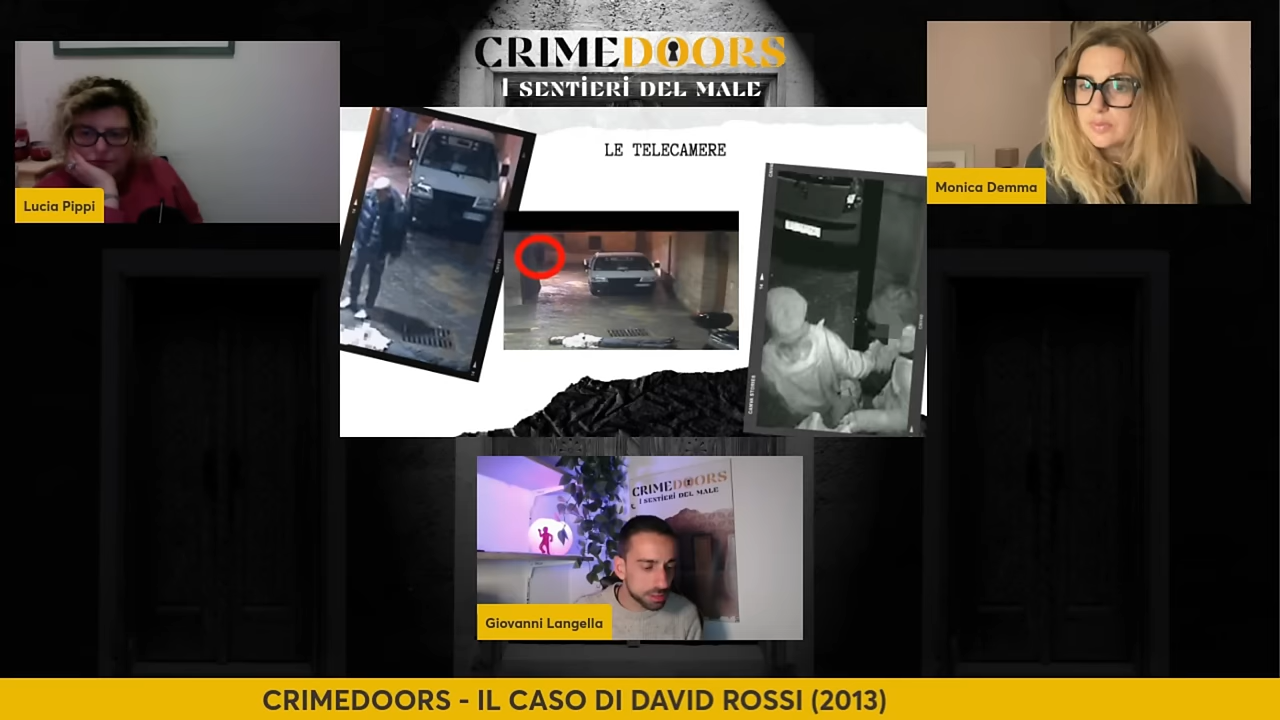 CRIMEDOORS
I SENTIERI DEL MALE
Lucia Pippi
Monica Demma
LE TELECAMERE
CRIMEDOORS
I SENTIERI DEL MALE
Giovanni Langella
CRIMEDOORS - IL CASO DI DAVID ROSSI (2013)